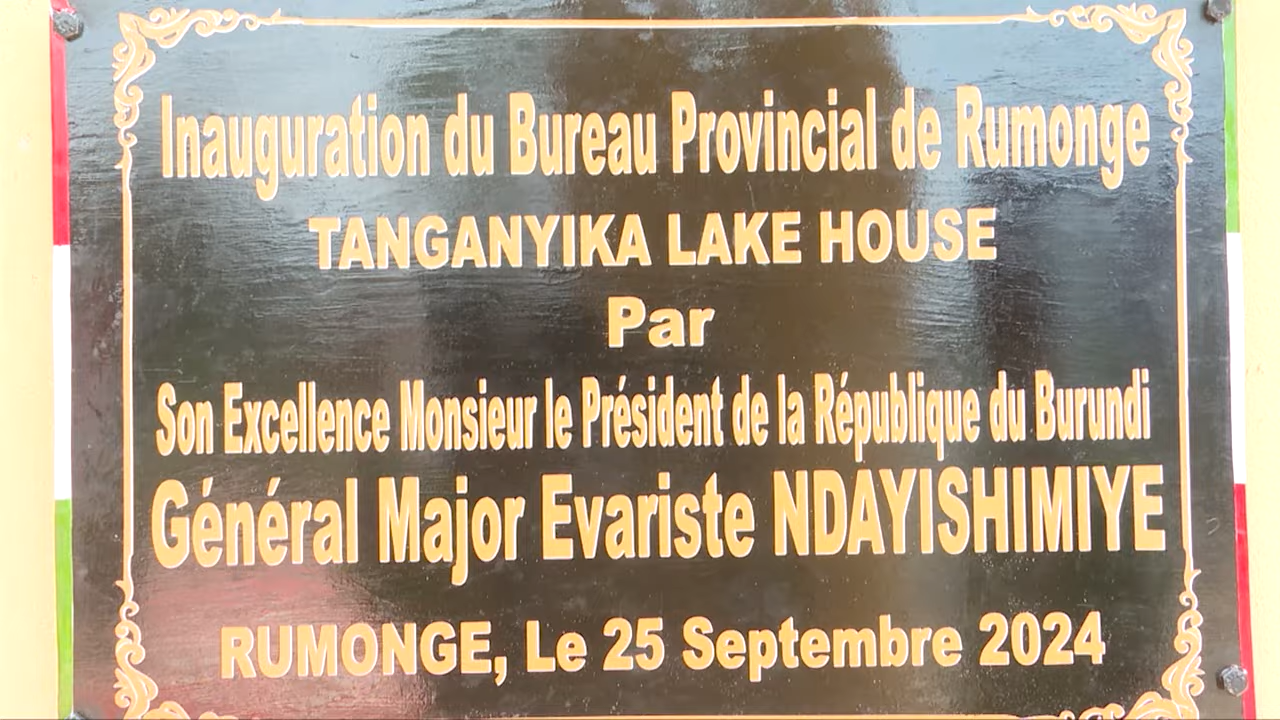 Inauguration du Bureau Provincial de Rumonge
TANGANYIKA LAKE HOUSE
Par
Son Excellence Monsieur le Président de la République du Burundi
Général Major Evariste NDAYISHIMIYE
RUMONGE, Le 25 Septembre 2024